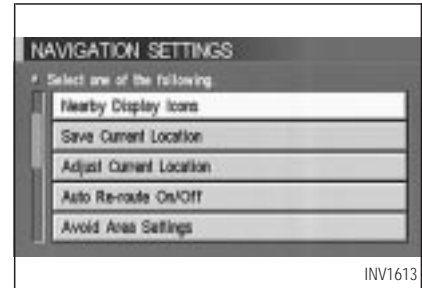 NAVIGATION SETTINGS
Select one of the following.
Nearby Display Icons
Save Current Location
Adjust Current Location
Auto Re-route On/Off
Avoid Area Settings
INV1613